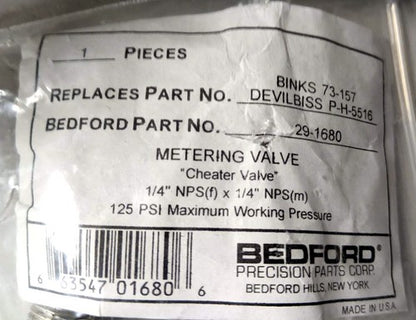 1 PIECES
BINKS 73-157
REPLACES PART NO. DEVILBISS P-H-5516
BEDFORD PART NO. 29-1680
METERING VALVE
"Cheater Valve"
1/4" NPS(f) x 1/4" NPS(m)
125 PSI Maximum Working Pressure
BEDFORD®
PRECISION PARTS CORP.
BEDFORD HILLS, NEW YORK
6 63547 01680 6
MADE IN U.S.A.